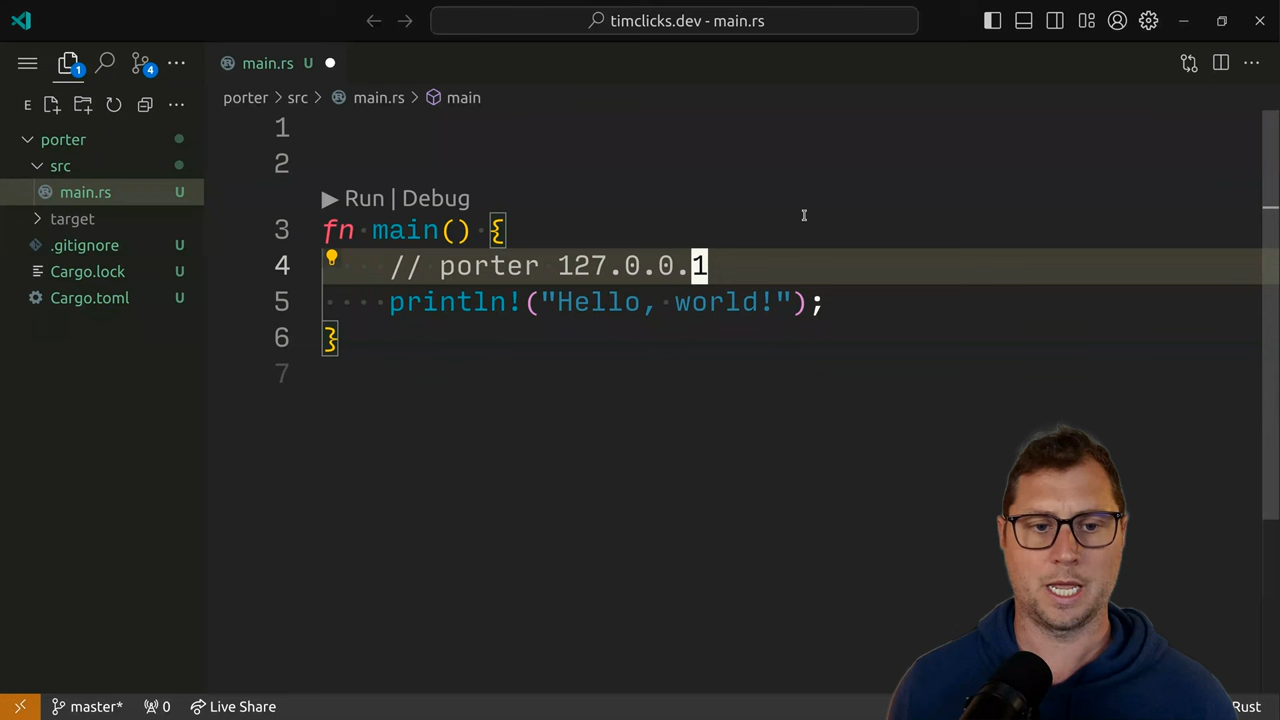 timclicks.dev - main.rs
1
4
main.rs U
E
porter > src > main.rs > main
porter
src
main.rs U
target
.gitignore U
Cargo.lock U
Cargo.toml U
1
2
Run | Debug
3 fn main() {
4 // porter 127.0.0.1
5 ····println!("Hello,·world!");
6 }
7
master* 0 Live Share Rust